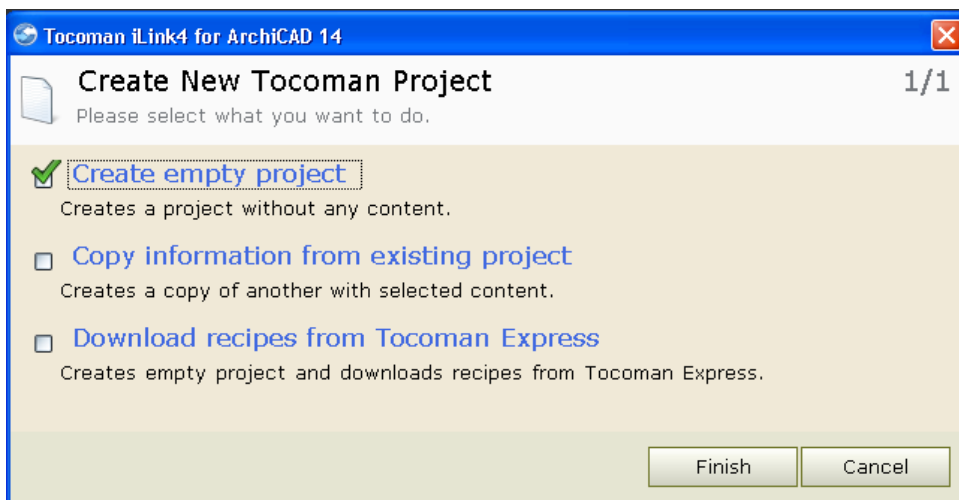 Tocoman iLink4 for ArchiCAD 14
Create New Tocoman Project
1/1
Please select what you want to do.
Create empty project
Creates a project without any content.
Copy information from existing project
Creates a copy of another with selected content.
Download recipes from Tocoman Express
Creates empty project and downloads recipes from Tocoman Express.
Finish
Cancel